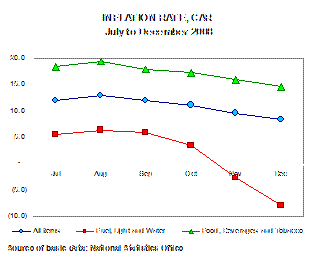 INFLATION RATE, CAR
July to December 2008
20.0
15.0
10.0
5.0
-
(5.0)
(10.0)
Jul Aug Sep Oct Nov Dec
All Items Fuel, Light and Water Food, Beverages and Tobacco
Source of basic data: National Statistics Office